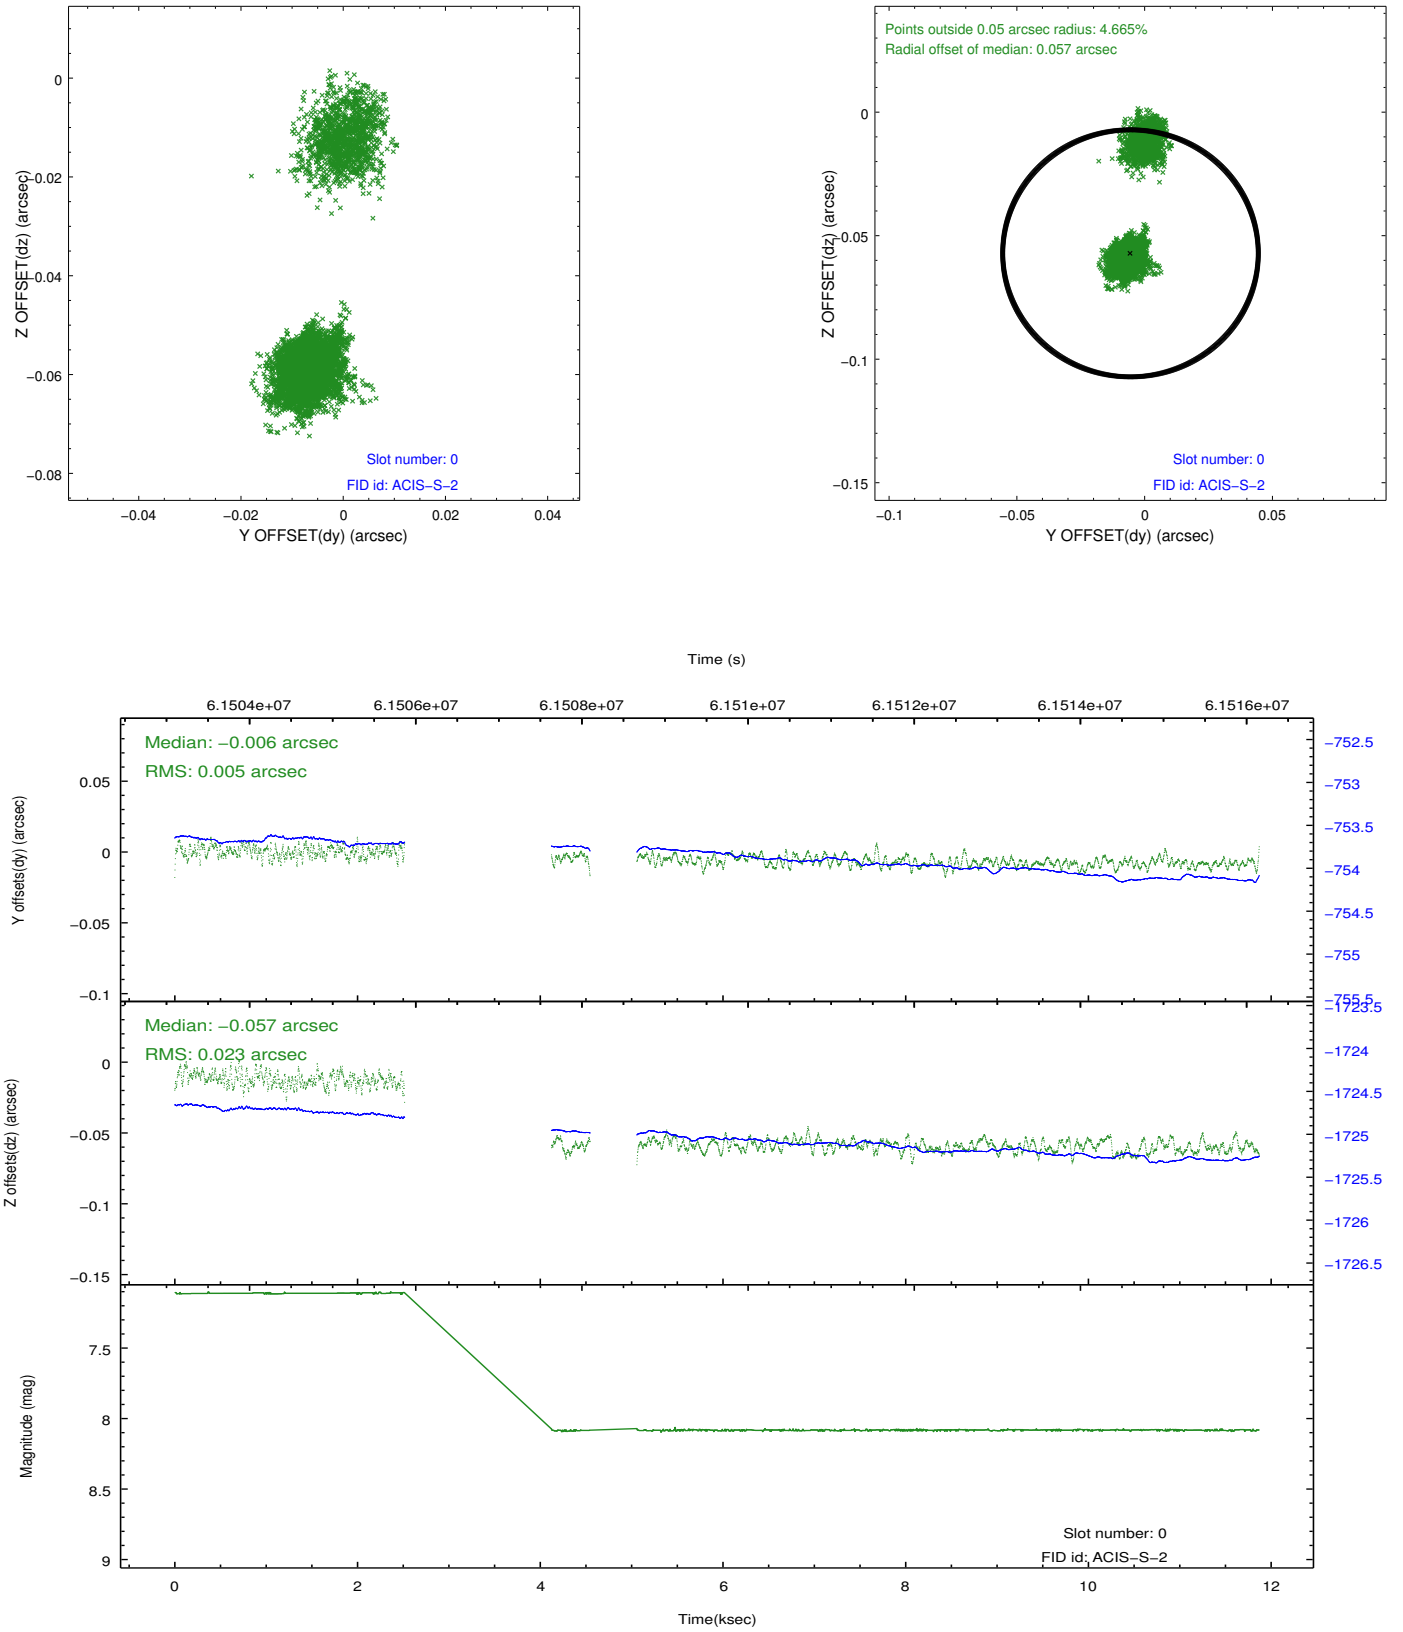 0
−0.02
−0.04
−0.06
−0.08
Z OFFSET(dz) (arcsec)
Slot number: 0
FID id: ACIS−S−2
−0.04
−0.02
0
0.02
0.04
Y OFFSET(dy) (arcsec)
Points outside 0.05 arcsec radius: 4.665%
Radial offset of median: 0.057 arcsec
0
−0.05
−0.1
−0.15
Z OFFSET(dz) (arcsec)
Slot number: 0
FID id: ACIS−S−2
−0.1
−0.05
0
0.05
Y OFFSET(dy) (arcsec)
Time (s)
6.1504e+07
6.1506e+07
6.1508e+07
6.151e+07
6.1512e+07
6.1514e+07
6.1516e+07
Median: −0.006 arcsec
RMS: 0.005 arcsec
0.05
0
−0.05
−0.1
Y offsets(dy) (arcsec)
−752.5
−753
−753.5
−754
−754.5
−755
−755.5
Median: −0.057 arcsec
RMS: 0.023 arcsec
0
−0.05
−0.1
−0.15
Z offsets(dz) (arcsec)
−1723.5
−1724
−1724.5
−1725
−1725.5
−1726
−1726.5
7.5
8
8.5
9
Magnitude (mag)
Slot number: 0
FID id: ACIS−S−2
0
2
4
6
8
10
12
Time(ksec)